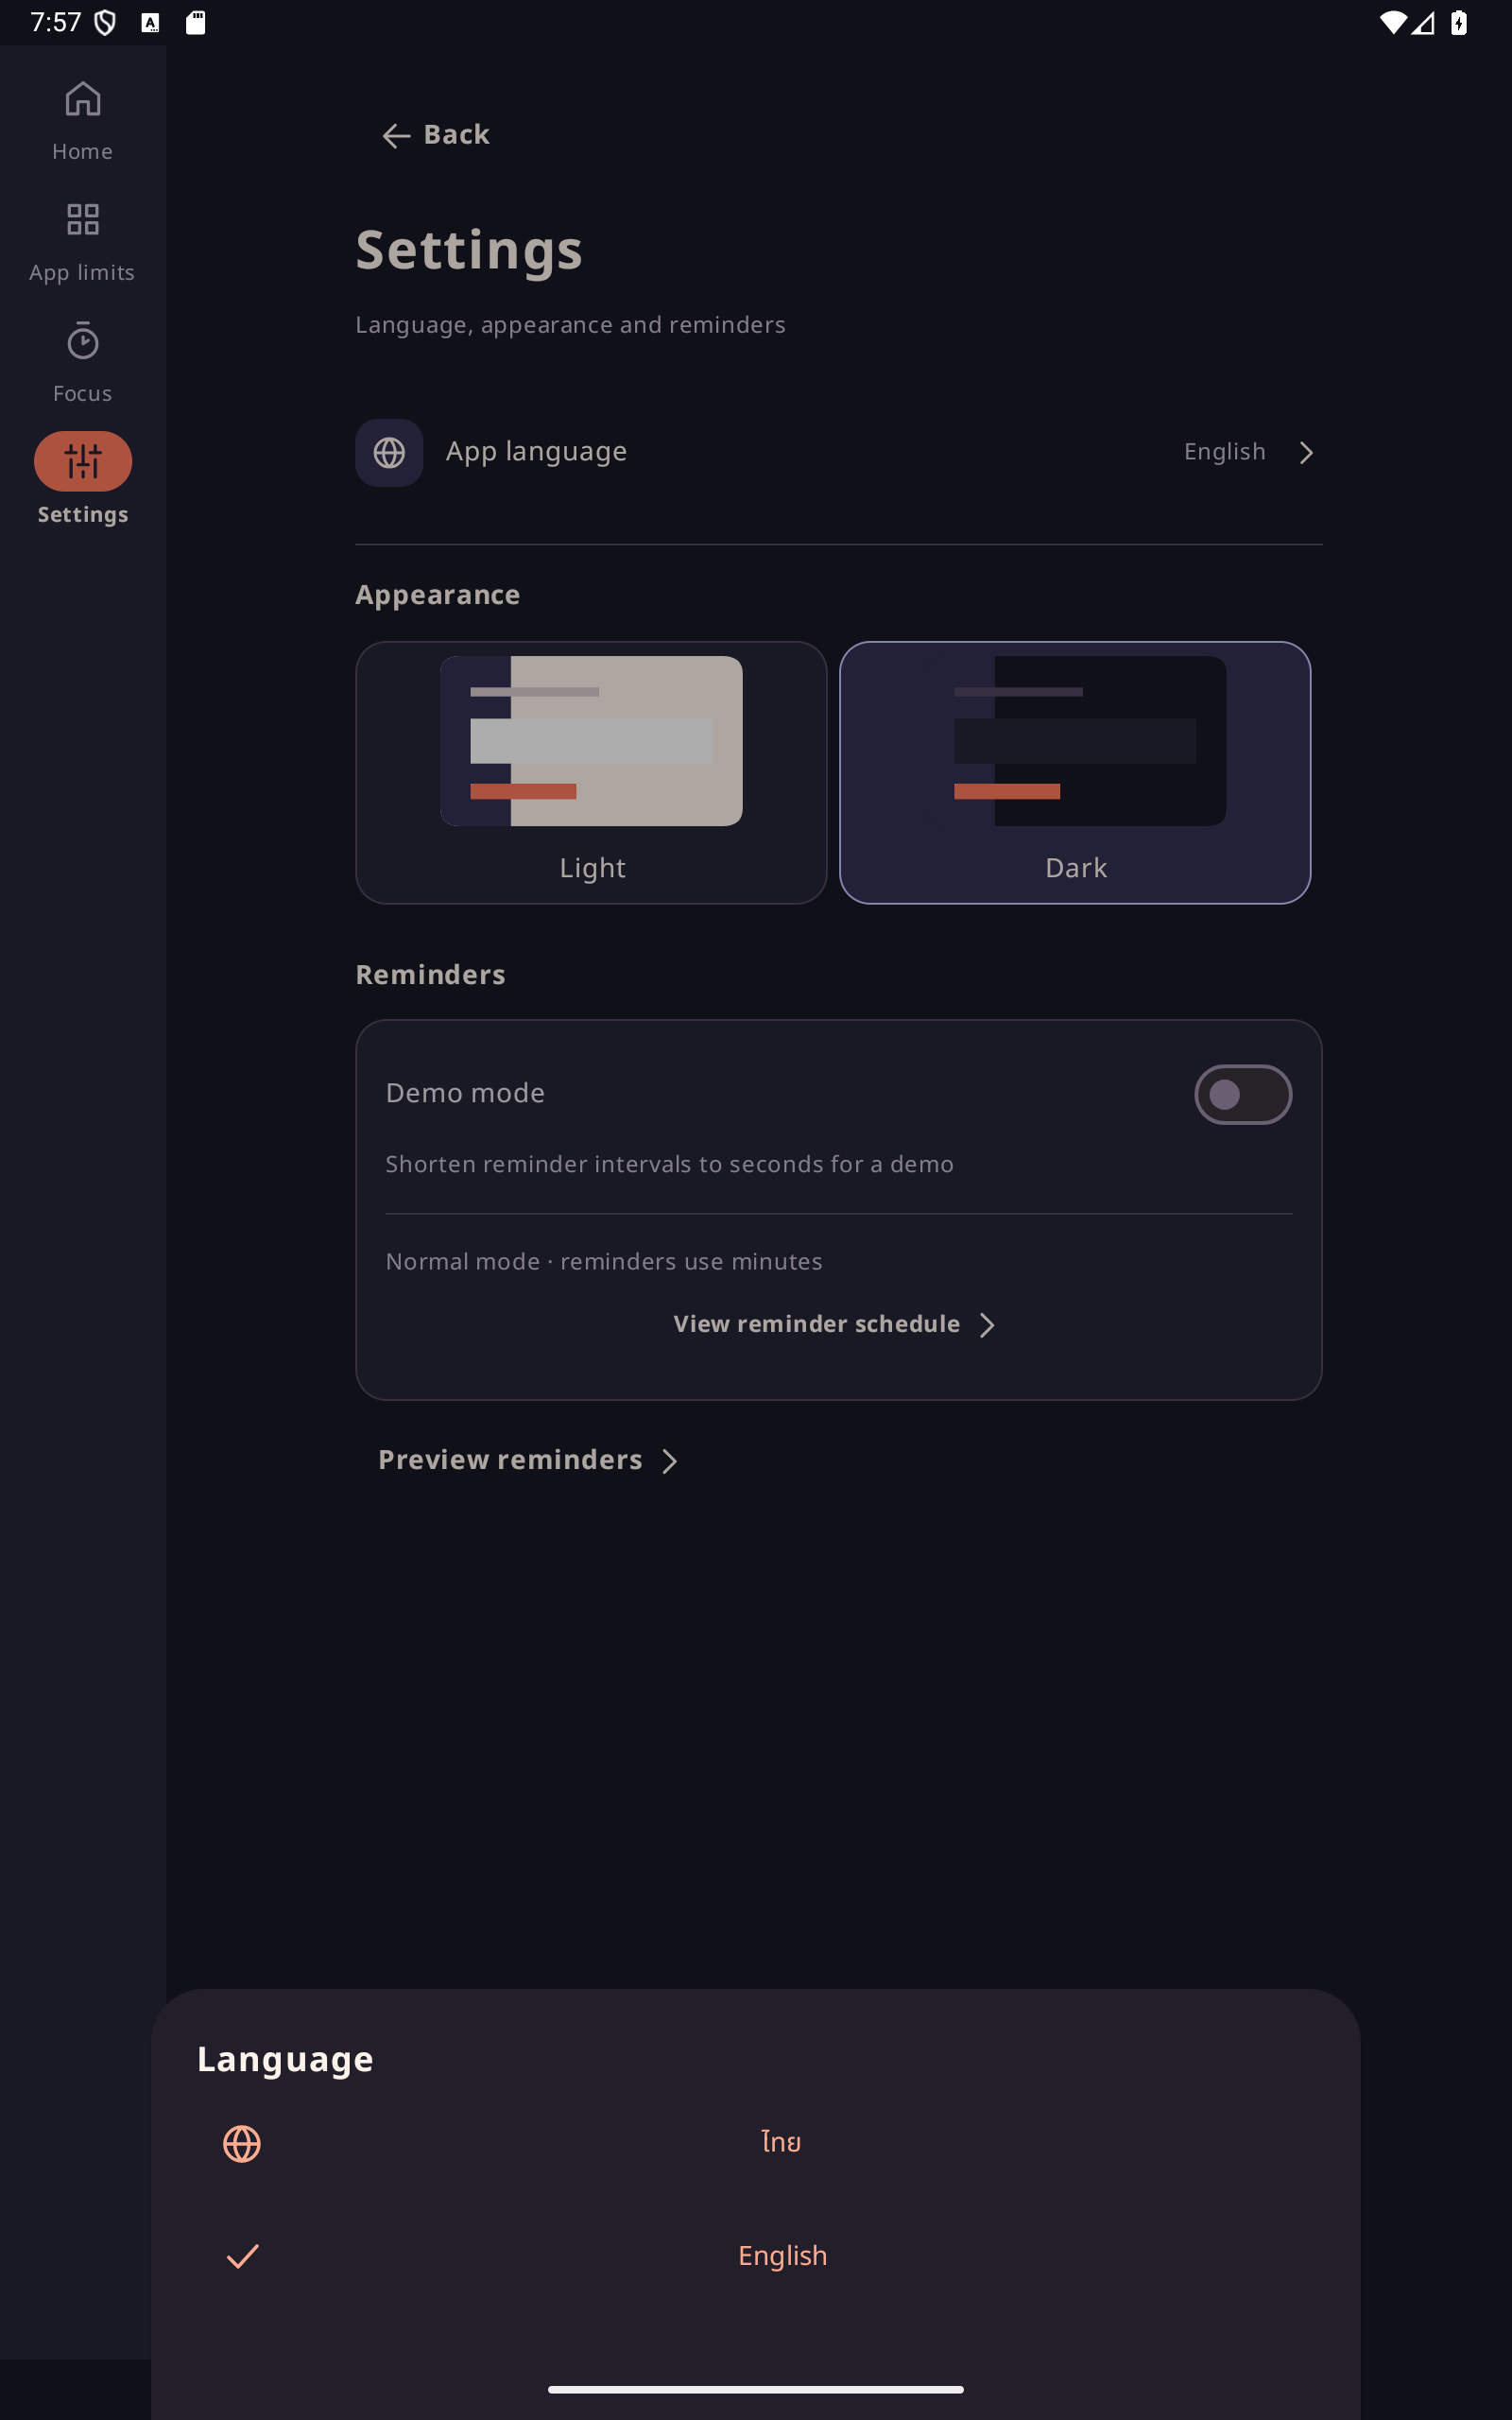 7:57
Home
App limits
Focus
Settings
Back
Settings
Language, appearance and reminders
App language
English
Appearance
Light
Dark
Reminders
Demo mode
Shorten reminder intervals to seconds for a demo
Normal mode · reminders use minutes
View reminder schedule
Preview reminders
Language
ไทย
English